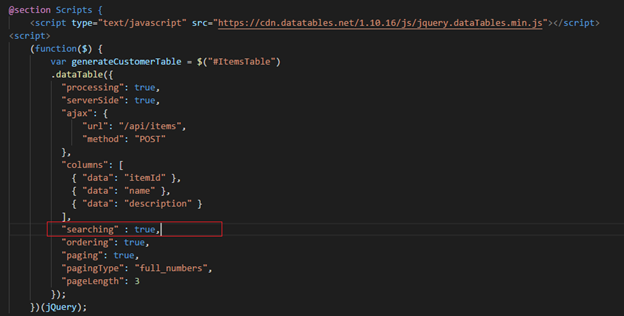 @section Scripts {
<script type="text/javascript" src="https://cdn.datatables.net/1.10.16/js/jquery.dataTables.min.js"></script>
<script>
(function($) {
var generateCustomerTable = $("#ItemsTable")
.dataTable({
"processing": true,
"serverSide": true,
"ajax": {
"url": "/api/items",
"method": "POST"
},
"columns": [
{ "data": "itemId" },
{ "data": "name" },
{ "data": "description" }
],
"searching" : true,
"ordering": true,
"paging": true,
"pagingType": "full_numbers",
"pageLength": 3
});
})(jQuery);